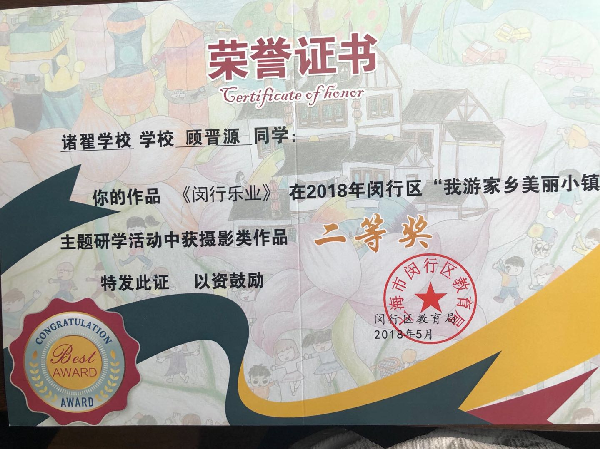 荣誉证书
Certificate of honor
诸翟学校 学校 顾晋源 同学：
你的作品 《闵行乐业》 在2018年闵行区 “我游家乡美丽小镇
主题研学活动中获摄影类作品 二等奖
特发此证 以资鼓励
上海市闵行区教育局
闵行区教育局
2018年5月
CONGRATULATION
Best
AWARD
AWARD